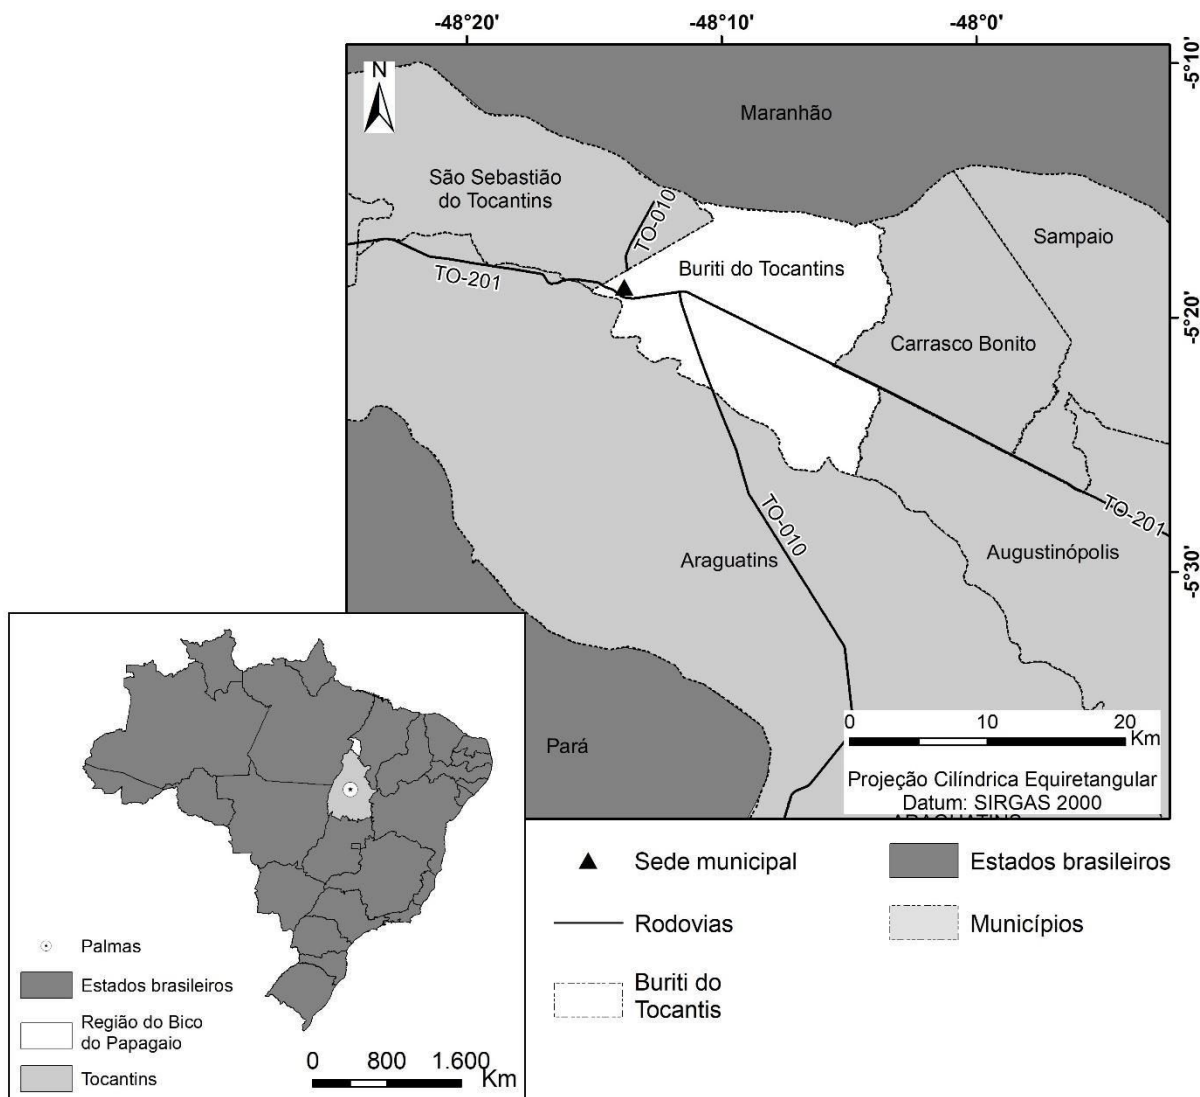 -48°20'
-48°10'
-48°0'
-5°10'
N
Maranhão
São Sebastião
do Tocantins
TO-010
Sampaio
TO-201
Buriti do Tocantins
-5°20'
Carrasco Bonito
TO-010
TO-201
Araguatins
Augustinópolis
-5°30'
Pará
0
10
20
Km
Projeção Cilíndrica Equiretangular
Datum: SIRGAS 2000
ARAGUATINS
Sede municipal
Estados brasileiros
Rodovias
Municípios
Buriti do
Tocantis
Palmas
Estados brasileiros
Região do Bico
do Papagaio
Tocantins
0
800
1.600
Km